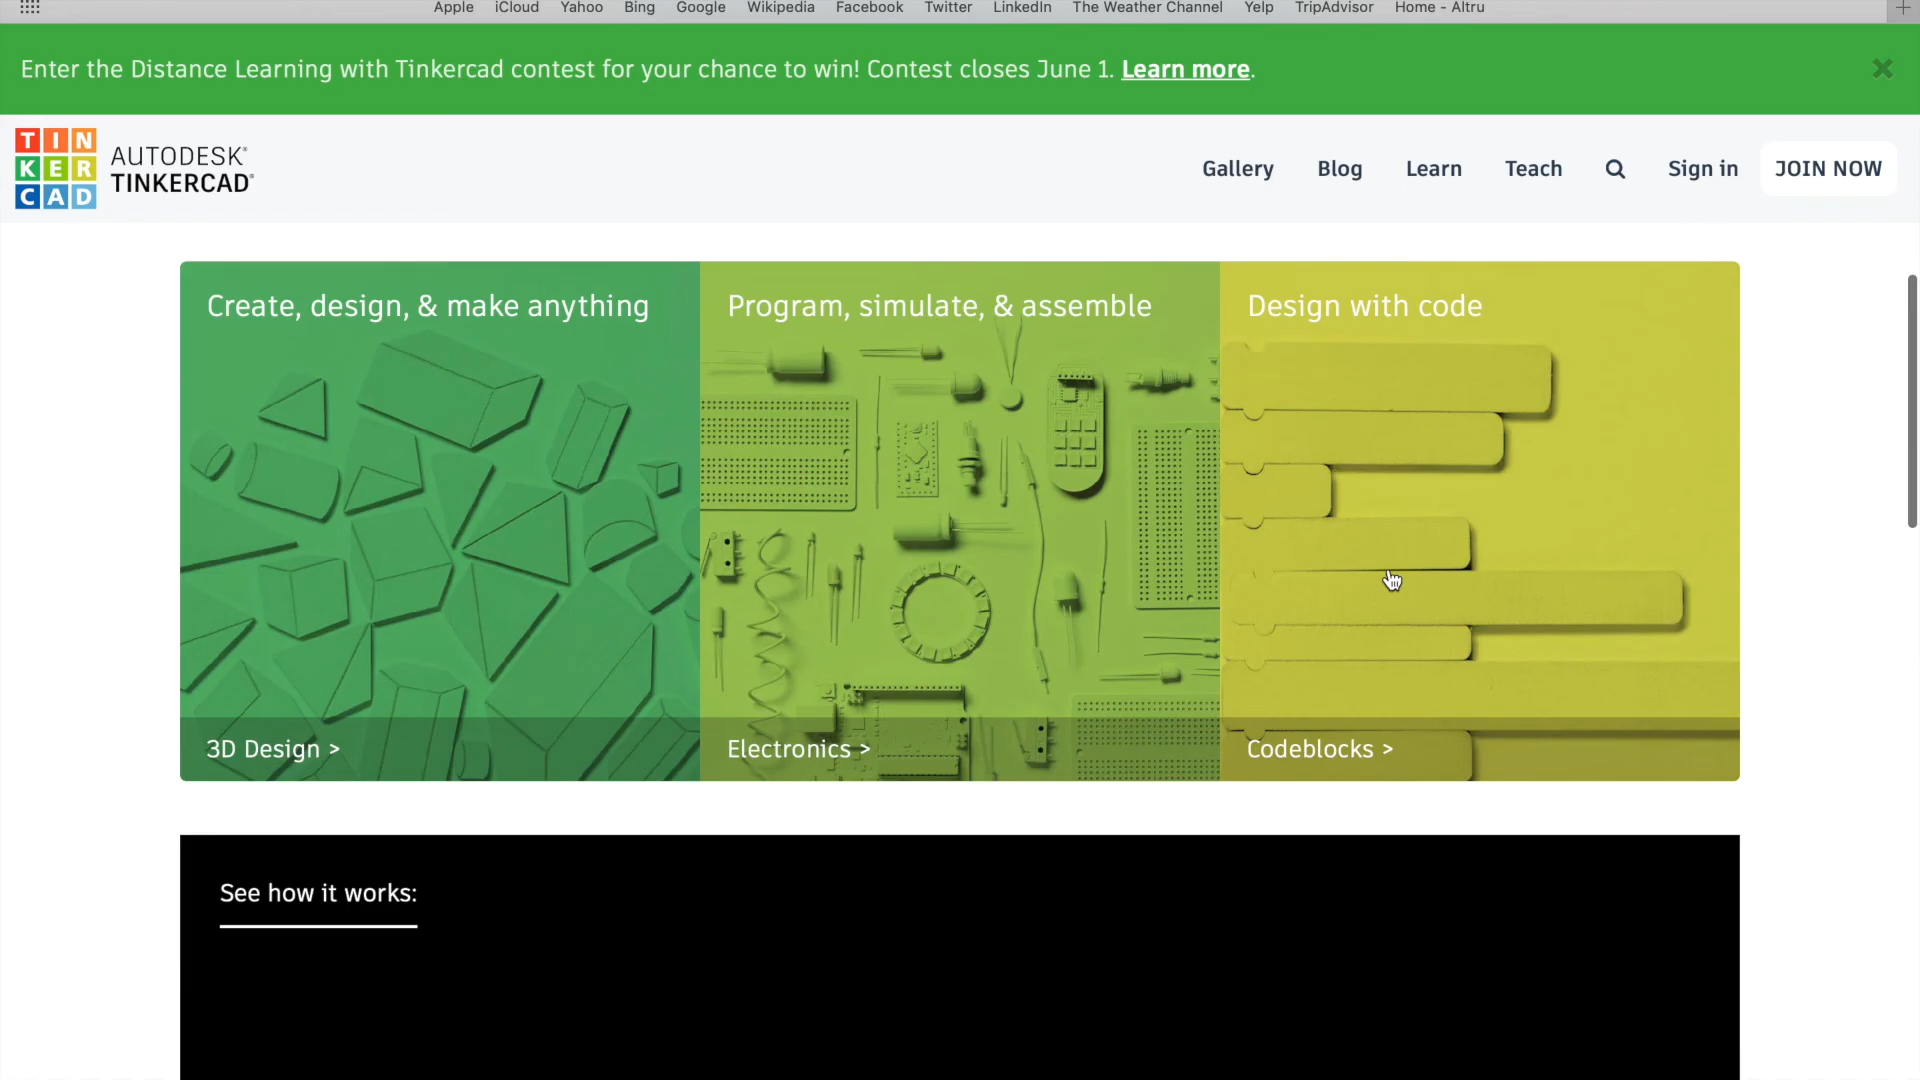 Apple iCloud Yahoo Bing Google Wikipedia Facebook Twitter LinkedIn The Weather Channel Yelp TripAdvisor Home - Altru
Enter the Distance Learning with Tinkercad contest for your chance to win! Contest closes June 1. Learn more.
TIN
KER
CAD
AUTODESK®
TINKERCAD®
Gallery Blog Learn Teach Sign in JOIN NOW
Create, design, & make anything
Program, simulate, & assemble
Design with code
3D Design >
Electronics >
Codeblocks >
See how it works: